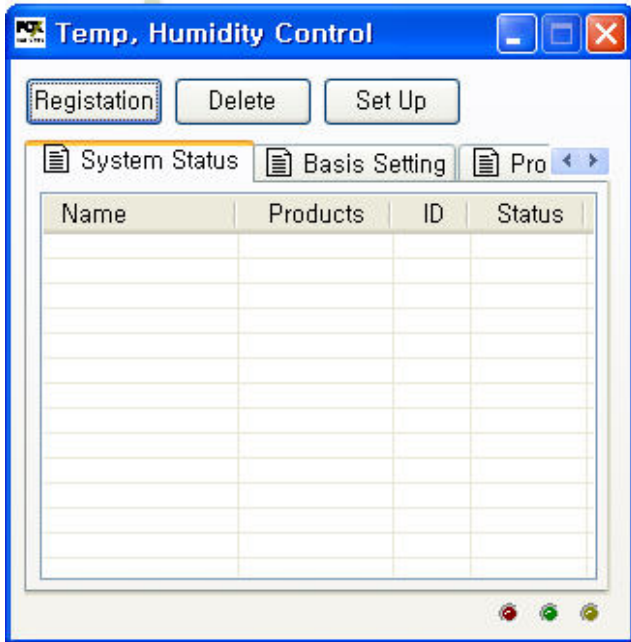 Temp, Humidity Control
Registation Delete Set Up
System Status Basis Setting Pro
Name Products ID Status